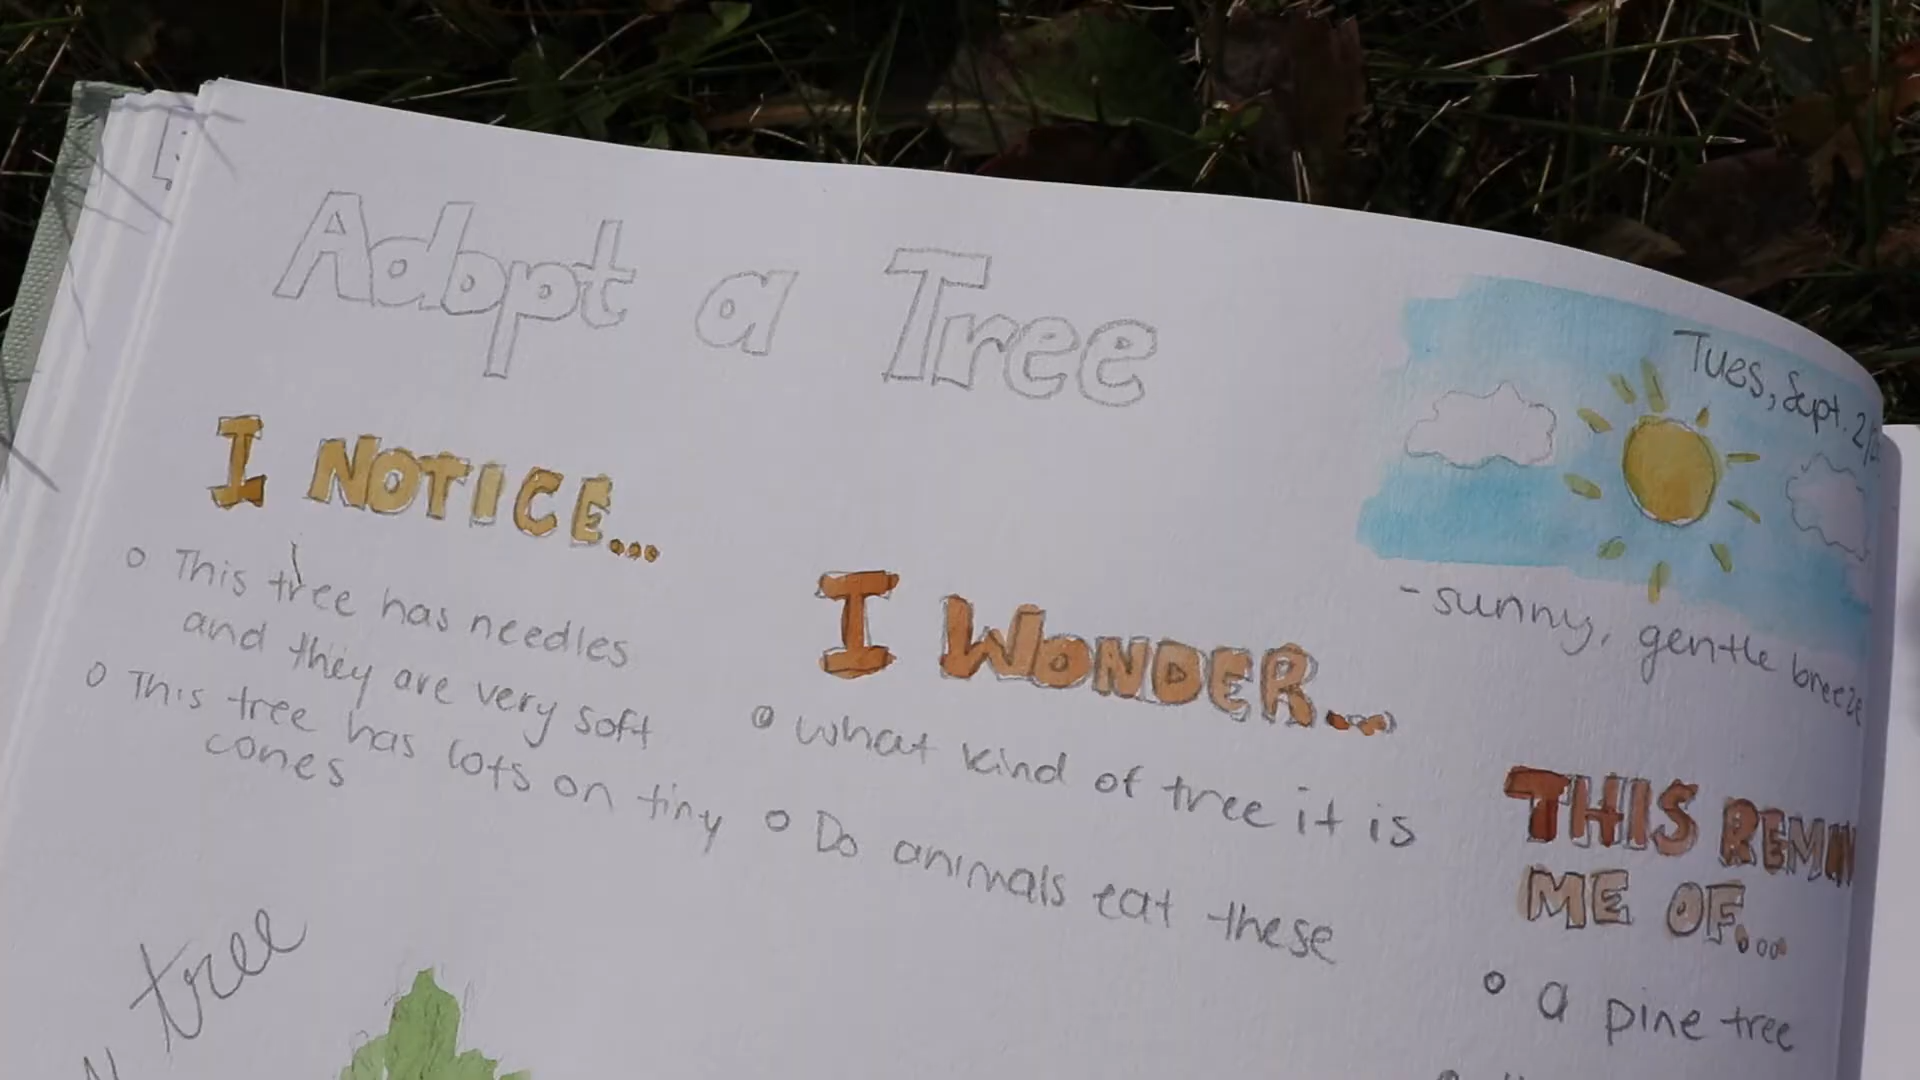 Adopt a Tree
Tues, Sept. 2
I NOTICE...
o This tree has needles
and they are very soft
o This tree has lots on tiny
cones
I WONDER...
o what kind of tree it is
o Do animals eat these
- sunny, gentle breeze
THIS REMIN
ME OF...
o a pine tree
tree